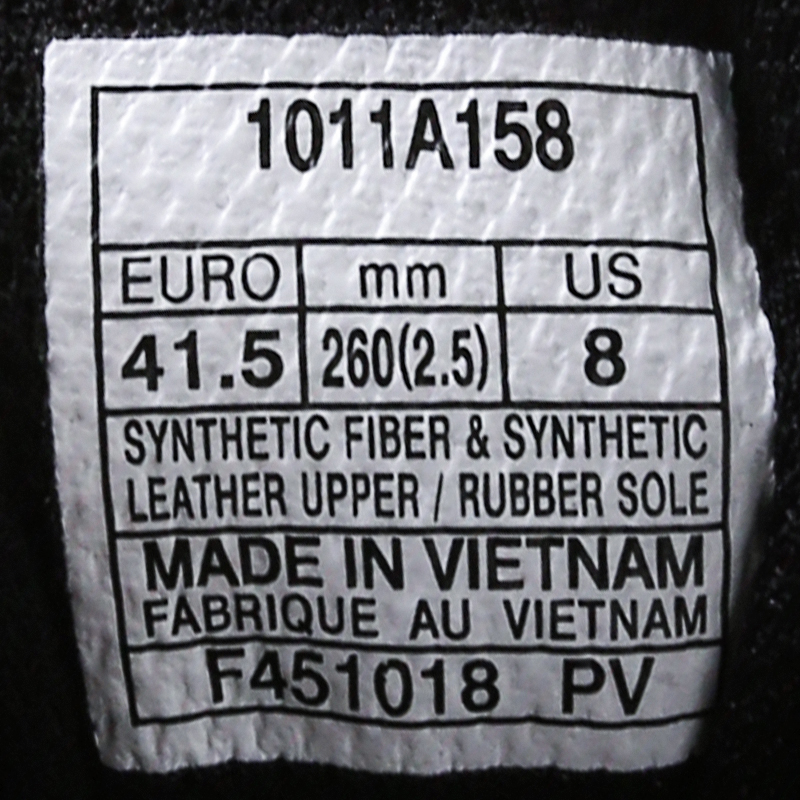 1011A158
EURO mm US
41.5 260(2.5) 8
SYNTHETIC FIBER & SYNTHETIC
LEATHER UPPER / RUBBER SOLE
MADE IN VIETNAM
FABRIQUE AU VIETNAM
F451018 PV